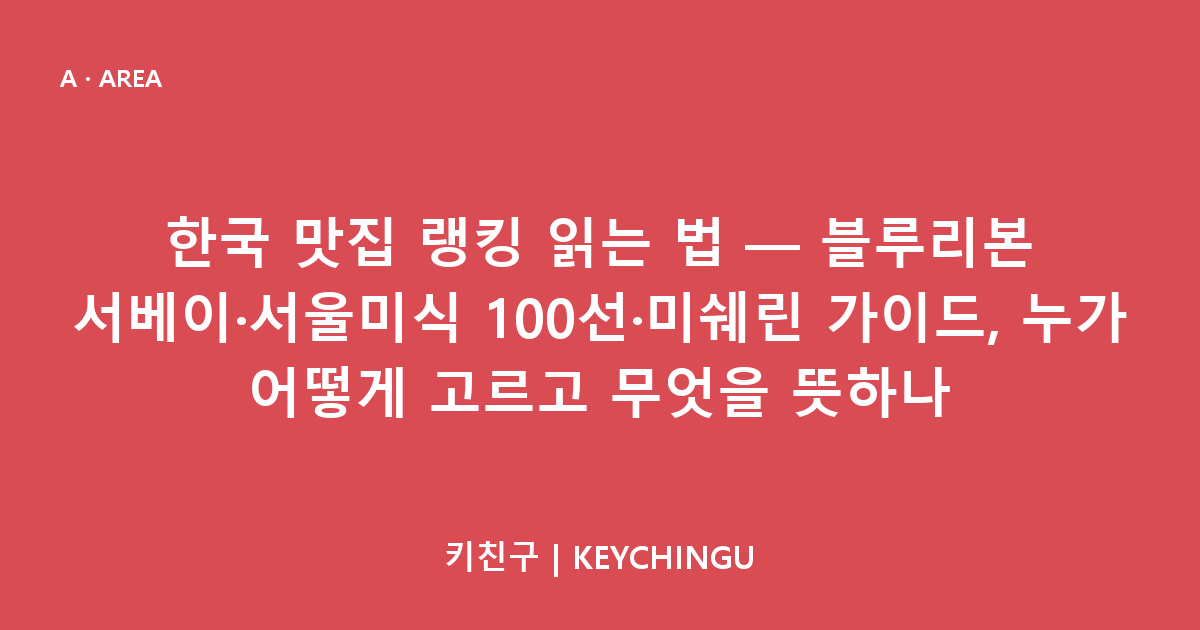 A · AREA
한국 맛집 랭킹 읽는 법 — 블루리본
서베이·서울미식 100선·미쉐린 가이드, 누가
어떻게 고르고 무엇을 뜻하나
키친구 | KEYCHINGU